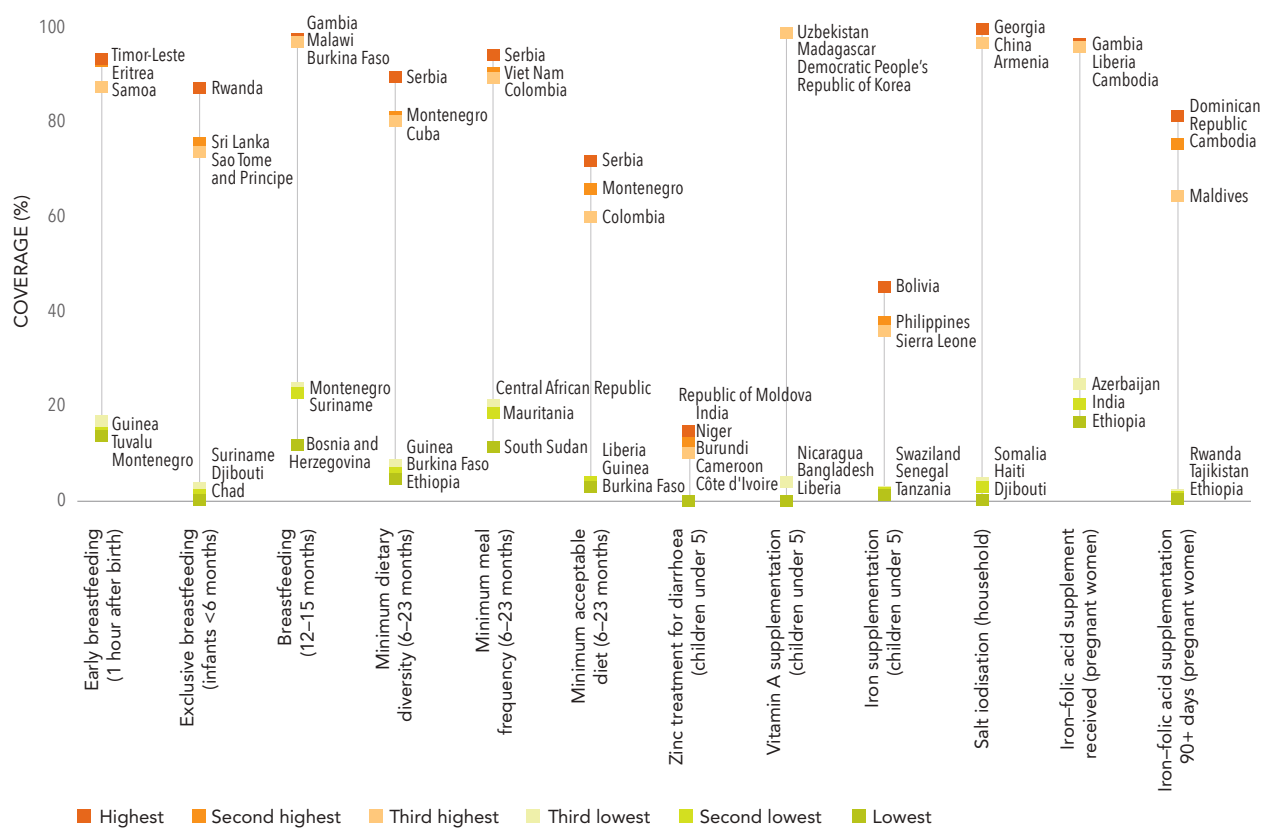 100
80
60
40
20
0
COVERAGE (%)
Timor-Leste
Eritrea
Samoa
Guinea
Tuvalu
Montenegro
Rwanda
Sri Lanka
Sao Tome
and Principe
Suriname
Djibouti
Chad
Gambia
Malawi
Burkina Faso
Montenegro
Suriname
Bosnia and
Herzegovina
Serbia
Montenegro
Cuba
Guinea
Burkina Faso
Ethiopia
Serbia
Viet Nam
Colombia
Central African Republic
Mauritania
South Sudan
Serbia
Montenegro
Colombia
Liberia
Guinea
Burkina Faso
Republic of Moldova
India
Niger
Burundi
Cameroon
Côte d'Ivoire
Uzbekistan
Madagascar
Democratic People's
Republic of Korea
Nicaragua
Bangladesh
Liberia
Bolivia
Philippines
Sierra Leone
Swaziland
Senegal
Tanzania
Georgia
China
Armenia
Somalia
Haiti
Djibouti
Gambia
Liberia
Cambodia
Azerbaijan
India
Ethiopia
Dominican
Republic
Cambodia
Maldives
Rwanda
Tajikistan
Ethiopia
Early breastfeeding
(1 hour after birth)
Exclusive breastfeeding
(infants <6 months)
Breastfeeding
(12–15 months)
Minimum dietary
diversity (6–23 months)
Minimum meal
frequency (6–23 months)
Minimum acceptable
diet (6–23 months)
Zinc treatment for diarrhoea
(children under 5)
Vitamin A supplementation
(children under 5)
Iron supplementation
(children under 5)
Salt iodisation (household)
Iron–folic acid supplement
received (pregnant women)
Iron–folic acid supplementation
90+ days (pregnant women)
Highest
Second highest
Third highest
Third lowest
Second lowest
Lowest